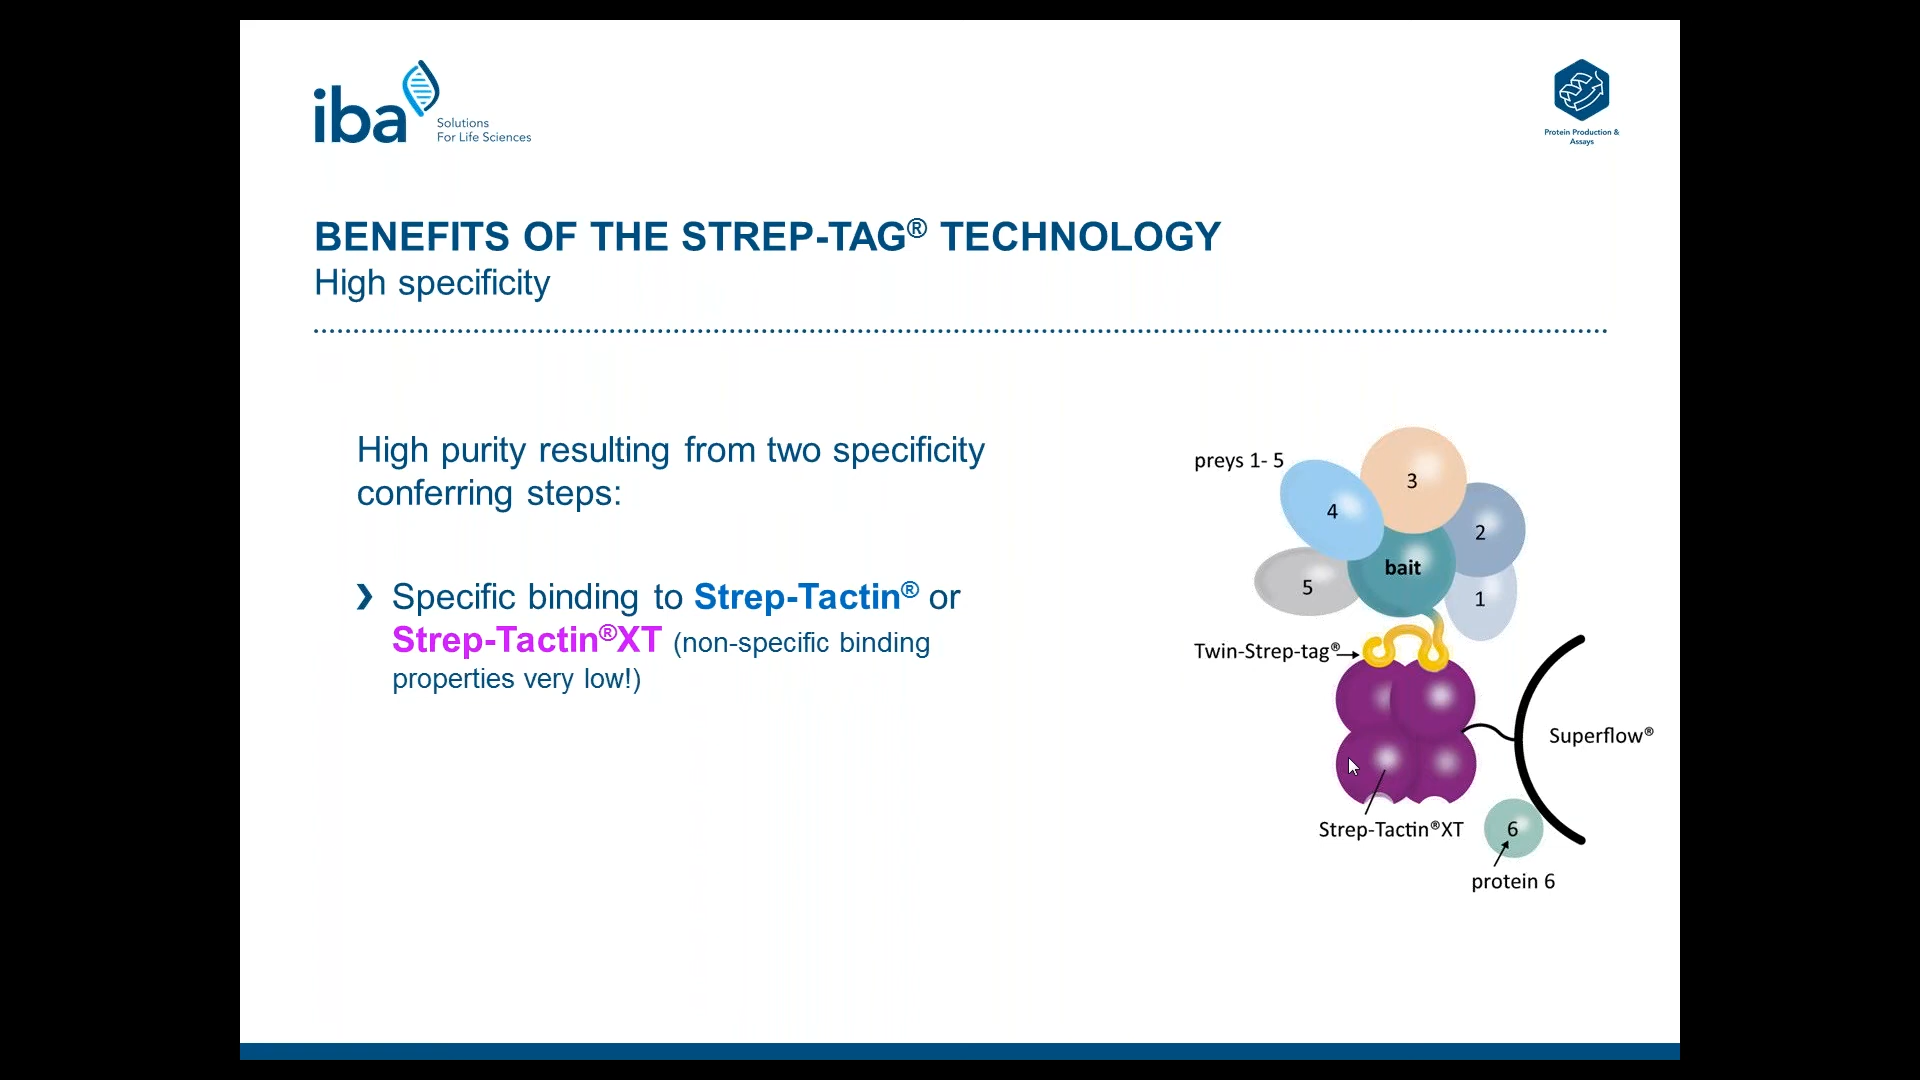 iba
Solutions
For Life Sciences
Protein Production &
Assays
BENEFITS OF THE STREP-TAG® TECHNOLOGY
High specificity
High purity resulting from two specificity
conferring steps:
❯ Specific binding to Strep-Tactin® or
Strep-Tactin®XT (non-specific binding
properties very low!)
preys 1- 5
3
4
2
bait
5
1
Twin-Strep-tag®
Superflow®
Strep-Tactin®XT
6
protein 6